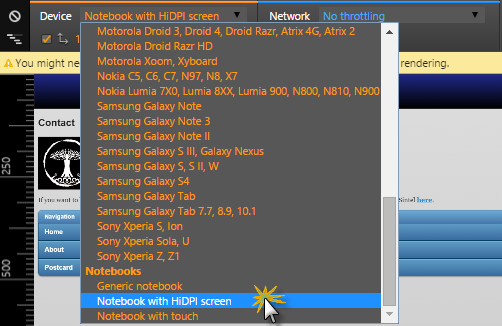 Device Notebook with HiDPI screen Network No throttling
Motorola Droid 3, Droid 4, Droid Razr, Atrix 4G, Atrix 2
Motorola Droid Razr HD
Motorola Xoom, Xyboard
Nokia C5, C6, C7, N97, N8, X7
Nokia Lumia 7X0, Lumia 8XX, Lumia 900, N800, N810, N900
Samsung Galaxy Note
Samsung Galaxy Note 3
Samsung Galaxy Note II
Samsung Galaxy S III, Galaxy Nexus
Samsung Galaxy S, S II, W
Samsung Galaxy S4
Samsung Galaxy Tab
Samsung Galaxy Tab 7.7, 8.9, 10.1
Sony Xperia S, Ion
Sony Xperia Sola, U
Sony Xperia Z, Z1
Notebooks
Generic notebook
Notebook with HiDPI screen
Notebook with touch
1
You might ne
rendering.
Contact
250
If you want to
Sintel here.
Navigation
Home
About
Postcard
500